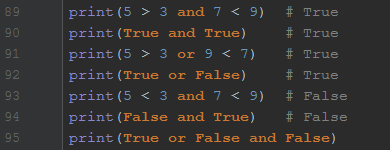 89 print(5 > 3 and 7 < 9)  # True
90 print(True and True)    # True
91 print(5 > 3 or 9 < 7)   # True
92 print(True or False)    # True
93 print(5 < 3 and 7 < 9)  # False
94 print(False and True)   # False
95 print(True or False and False)